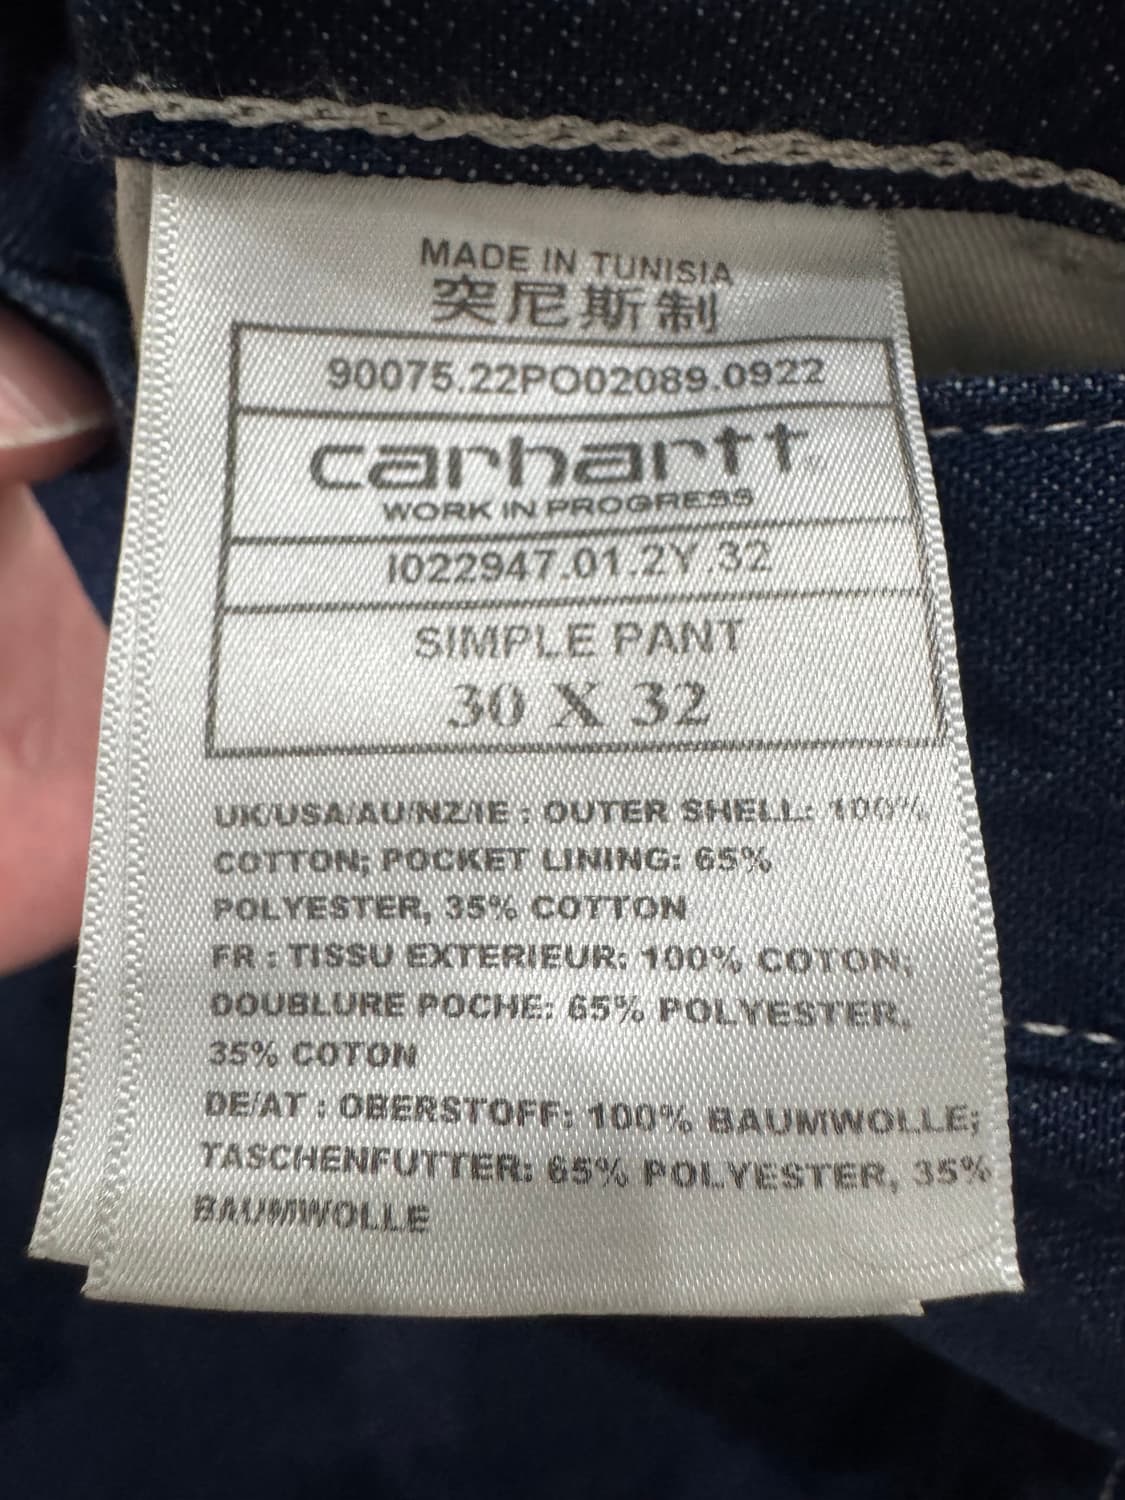 MADE IN TUNISIA
突尼斯制
90075.22PO02089.0922
carhartt
WORK IN PROGRESS
I022947.01.2Y.32
SIMPLE PANT
30 X 32
UK/USA/AU/NZ/IE : OUTER SHELL: 100%
COTTON; POCKET LINING: 65%
POLYESTER, 35% COTTON
FR : TISSU EXTERIEUR: 100% COTON;
DOUBLURE POCHE: 65% POLYESTER,
35% COTON
DE/AT : OBERSTOFF: 100% BAUMWOLLE;
TASCHENFUTTER: 65% POLYESTER, 35%
BAUMWOLLE